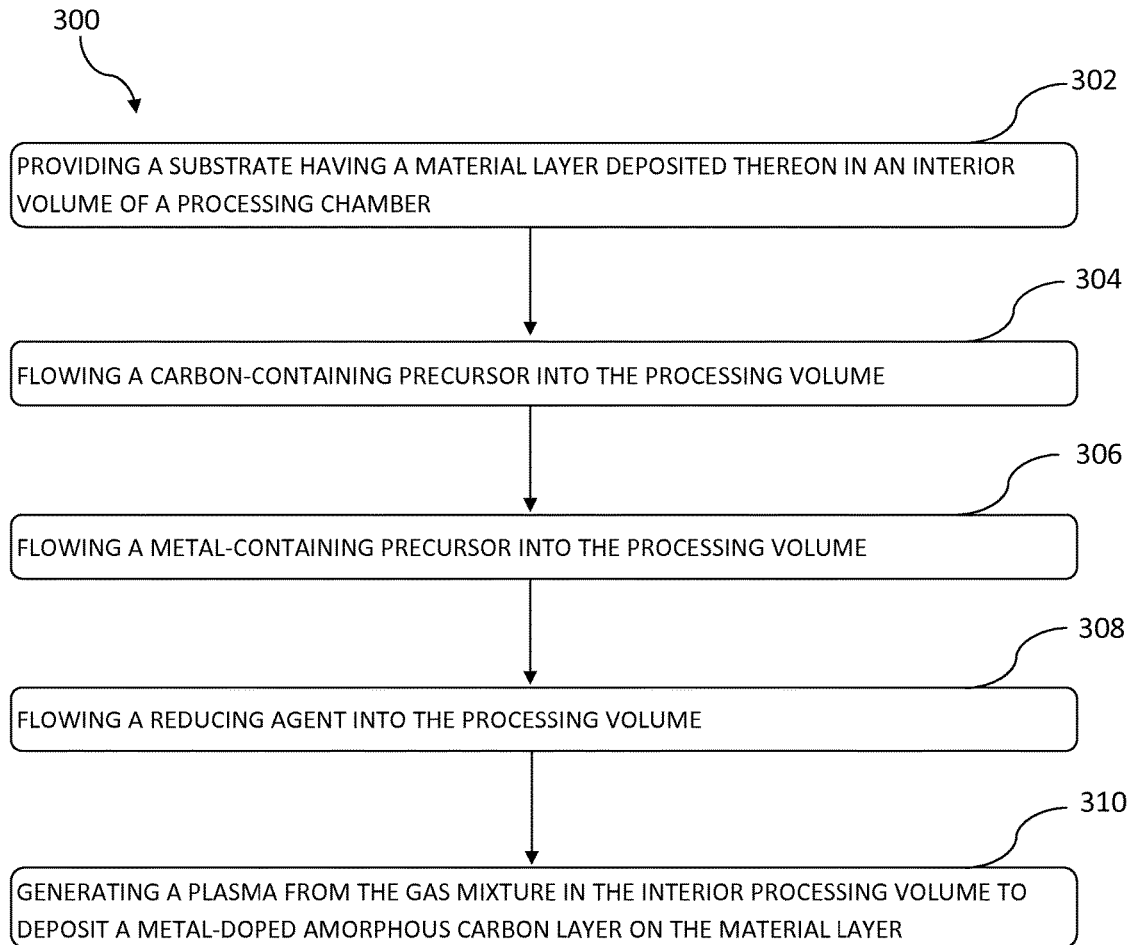 300
302
PROVIDING A SUBSTRATE HAVING A MATERIAL LAYER DEPOSITED THEREON IN AN INTERIOR
VOLUME OF A PROCESSING CHAMBER
304
FLOWING A CARBON-CONTAINING PRECURSOR INTO THE PROCESSING VOLUME
306
FLOWING A METAL-CONTAINING PRECURSOR INTO THE PROCESSING VOLUME
308
FLOWING A REDUCING AGENT INTO THE PROCESSING VOLUME
310
GENERATING A PLASMA FROM THE GAS MIXTURE IN THE INTERIOR PROCESSING VOLUME TO
DEPOSIT A METAL-DOPED AMORPHOUS CARBON LAYER ON THE MATERIAL LAYER